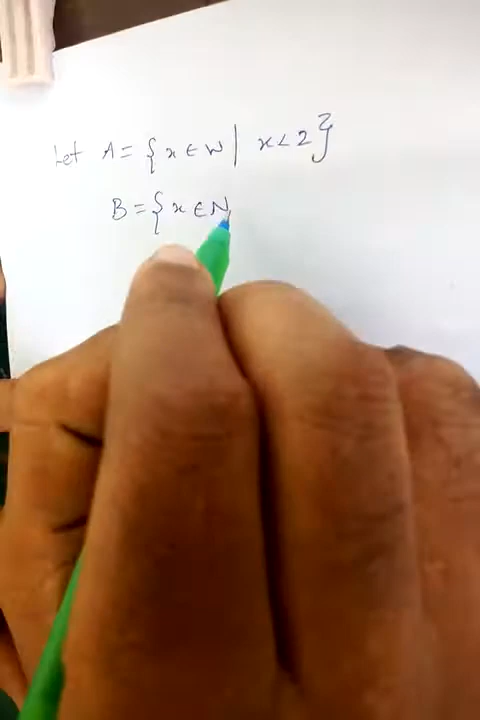 Let A = { x ∈ W | x < 2 }
B = { x ∈ N